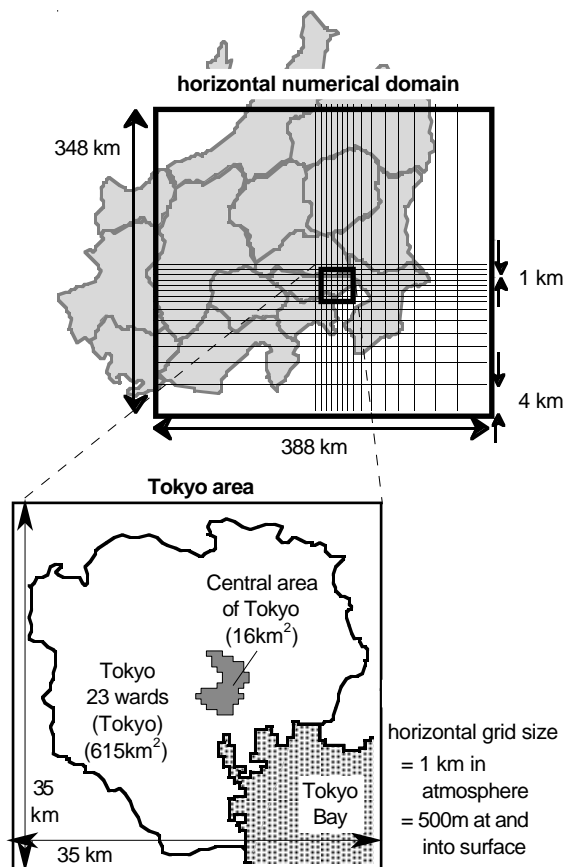 horizontal numerical domain
348 km
1 km
4 km
388 km
Tokyo area
Central area
of Tokyo
(16km²)
Tokyo
23 wards
(Tokyo)
(615km²)
35
km
35 km
Tokyo
Bay
horizontal grid size
= 1 km in
atmosphere
= 500m at and
into surface